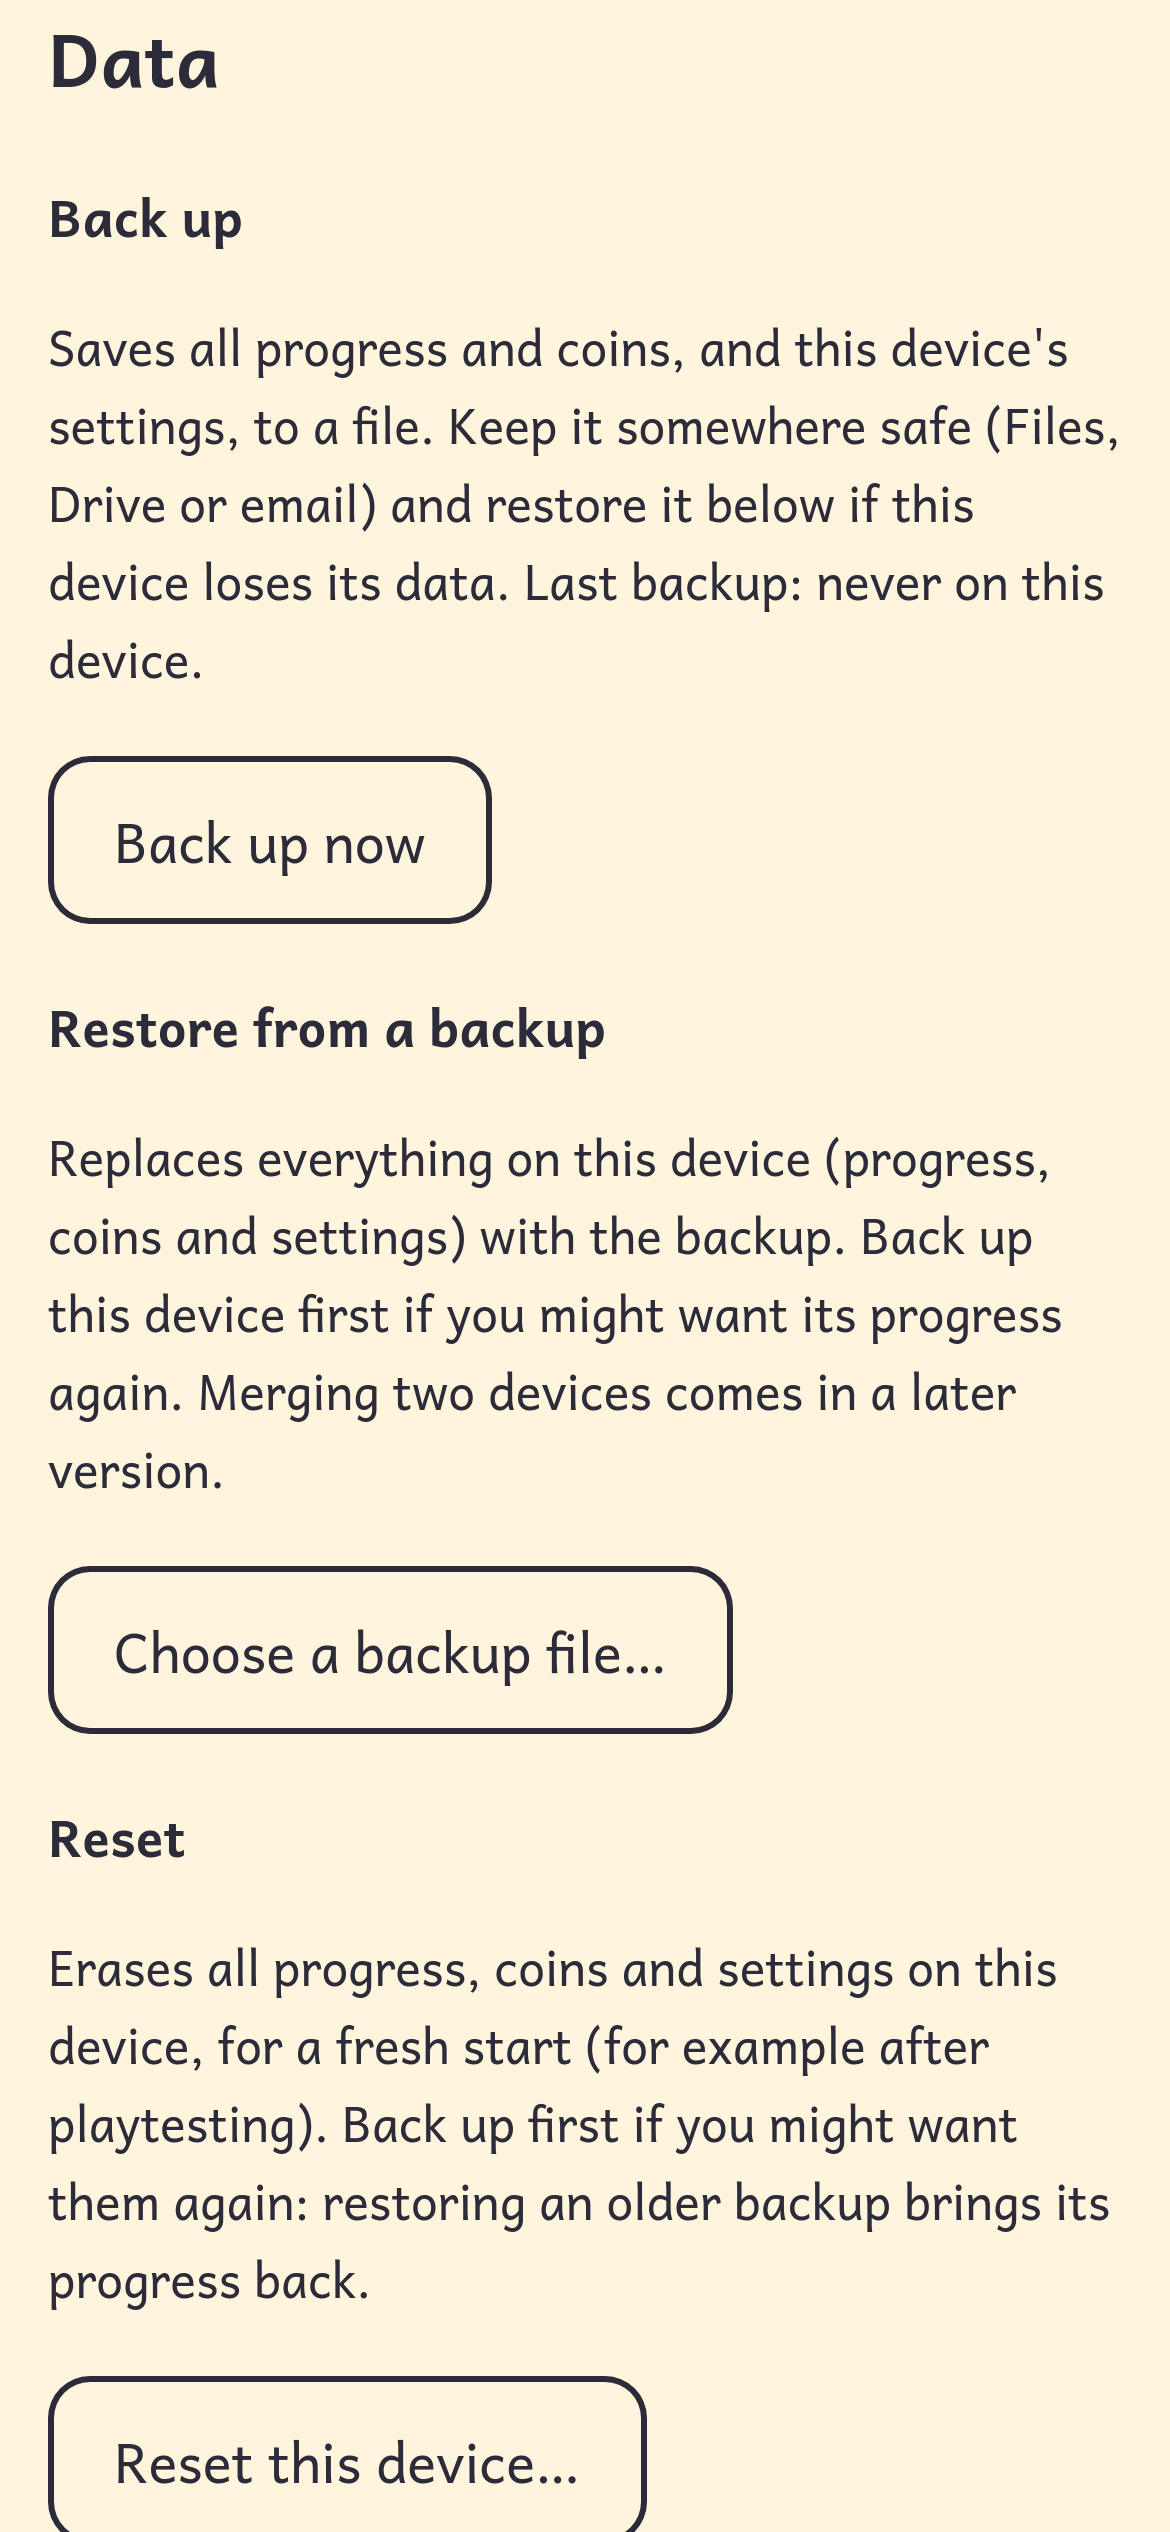 Data
Back up
Saves all progress and coins, and this device's
settings, to a file. Keep it somewhere safe (Files,
Drive or email) and restore it below if this
device loses its data. Last backup: never on this
device.
Back up now
Restore from a backup
Replaces everything on this device (progress,
coins and settings) with the backup. Back up
this device first if you might want its progress
again. Merging two devices comes in a later
version.
Choose a backup file...
Reset
Erases all progress, coins and settings on this
device, for a fresh start (for example after
playtesting). Back up first if you might want
them again: restoring an older backup brings its
progress back.
Reset this device...